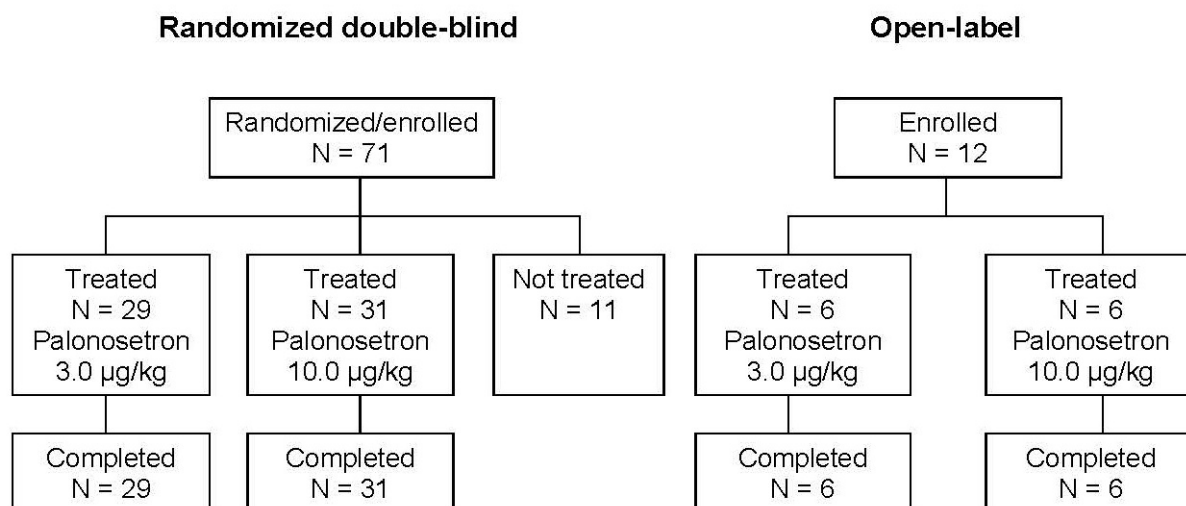 Randomized double-blind
Open-label
Randomized/enrolled
N = 71
Enrolled
N = 12
Treated
N = 29
Palonosetron
3.0 µg/kg
Treated
N = 31
Palonosetron
10.0 µg/kg
Not treated
N = 11
Treated
N = 6
Palonosetron
3.0 µg/kg
Treated
N = 6
Palonosetron
10.0 µg/kg
Completed
N = 29
Completed
N = 31
Completed
N = 6
Completed
N = 6